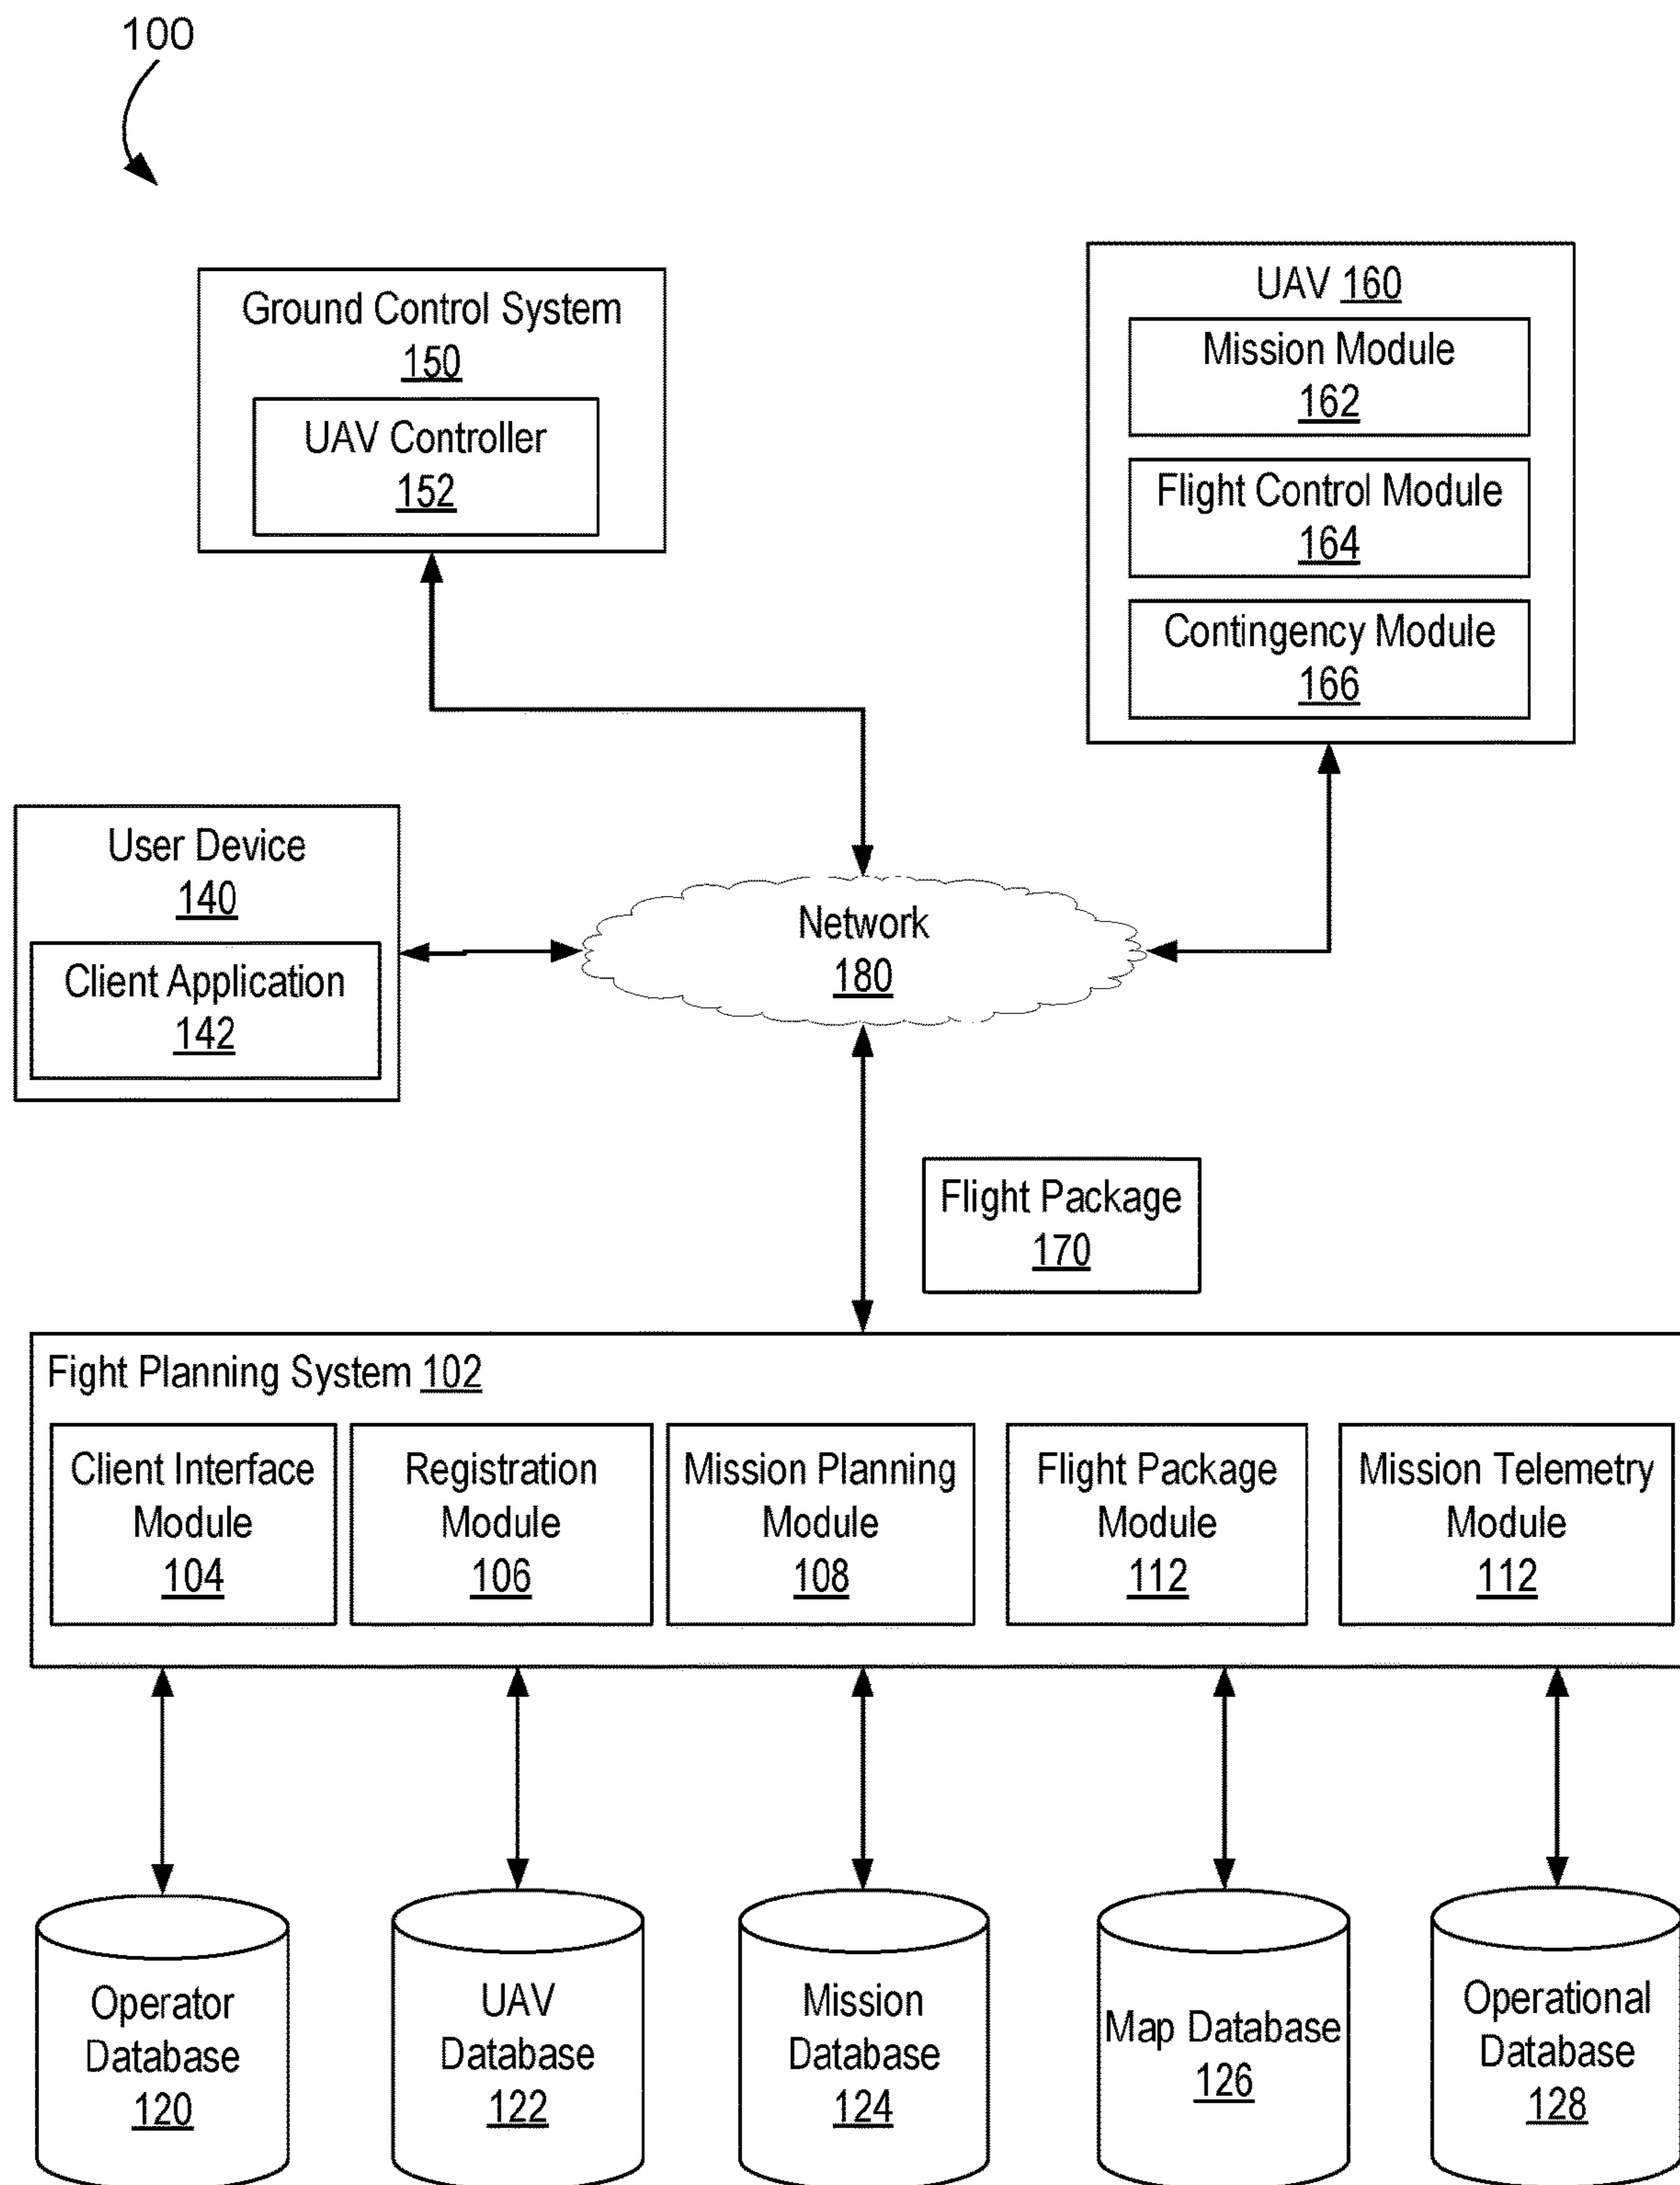 100
Ground Control System
150
UAV Controller
152
UAV 160
Mission Module
162
Flight Control Module
164
Contingency Module
166
User Device
140
Client Application
142
Network
180
Flight Package
170
Fight Planning System 102
Client Interface
Module
104
Registration
Module
106
Mission Planning
Module
108
Flight Package
Module
112
Mission Telemetry
Module
112
Operator
Database
120
UAV
Database
122
Mission
Database
124
Map Database
126
Operational
Database
128